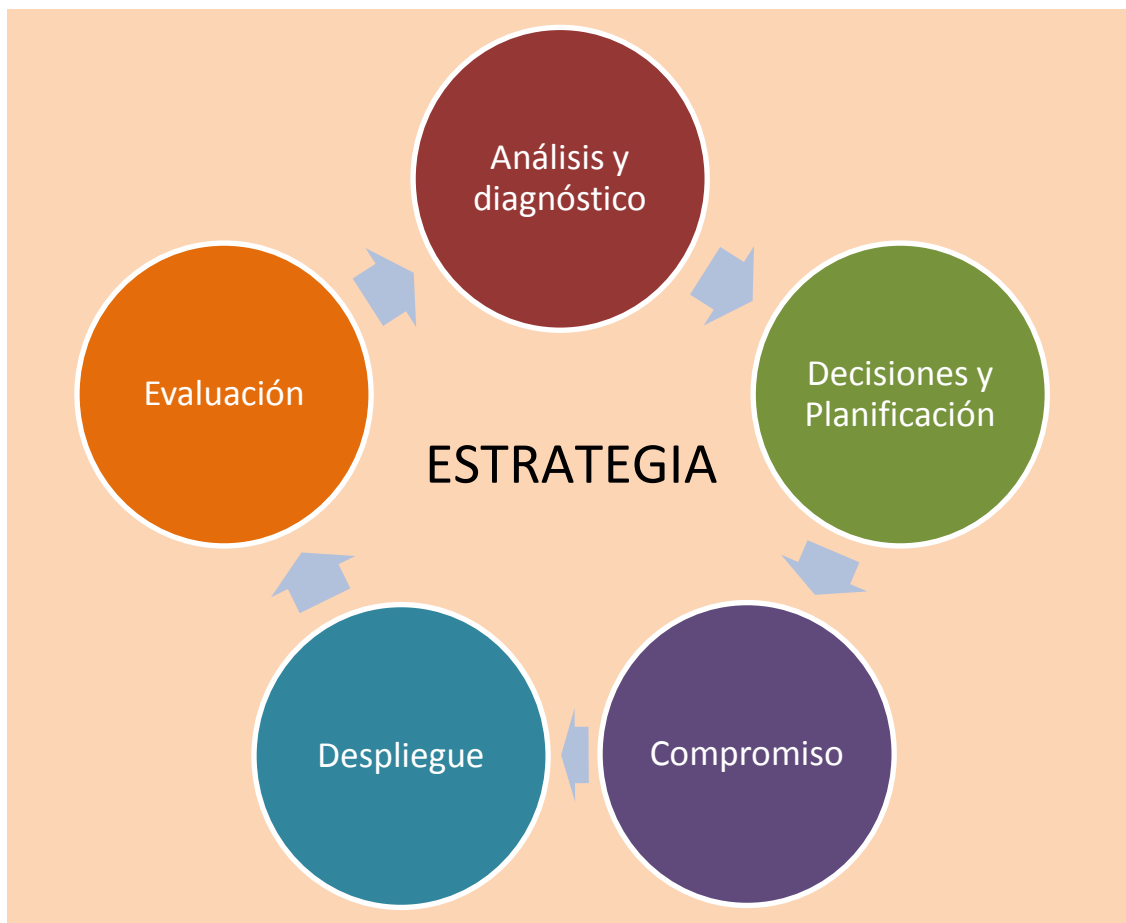 Análisis y
diagnóstico
Decisiones y
Planificación
Compromiso
Despliegue
Evaluación
ESTRATEGIA